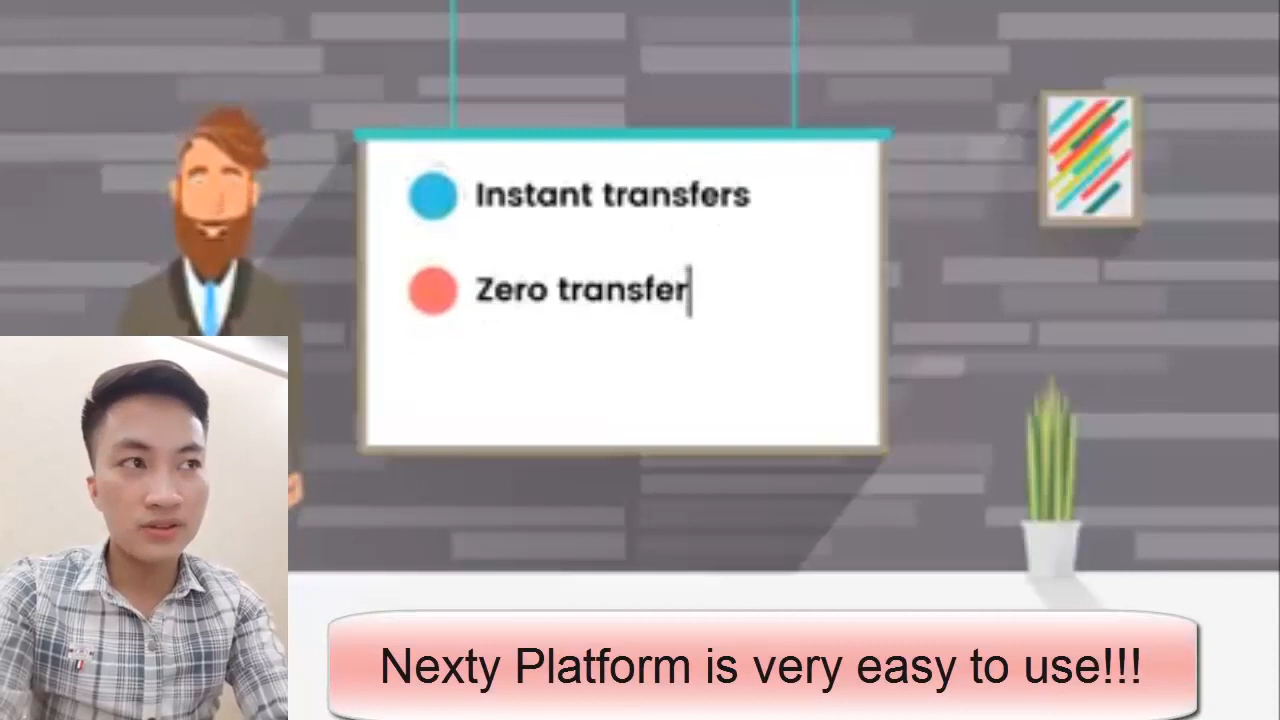 Instant transfers
Zero transfer
Nexty Platform is very easy to use!!!